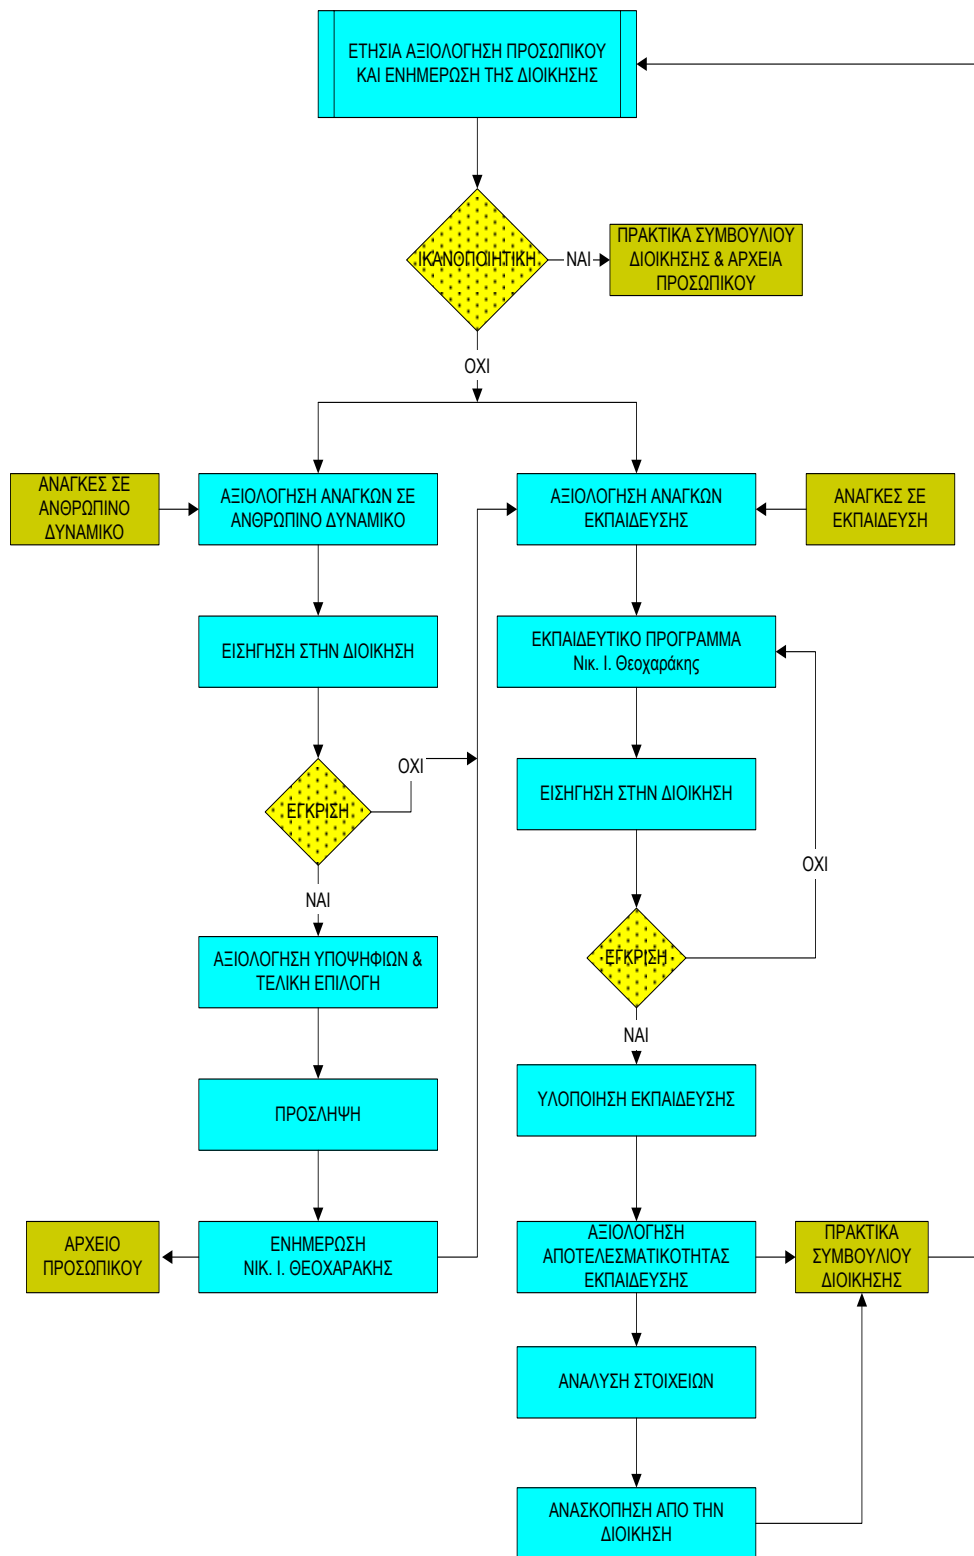 ΕΤΗΣΙΑ ΑΞΙΟΛΟΓΗΣΗ ΠΡΟΣΩΠΙΚΟΥ
ΚΑΙ ΕΝΗΜΕΡΩΣΗ ΤΗΣ ΔΙΟΙΚΗΣΗΣ
ΙΚΑΝΟΠΟΙΗΤΙΚΗ
ΝΑΙ
ΠΡΑΚΤΙΚΑ ΣΥΜΒΟΥΛΙΟΥ
ΔΙΟΙΚΗΣΗΣ & ΑΡΧΕΙΑ
ΠΡΟΣΩΠΙΚΟΥ
ΟΧΙ
ΑΝΑΓΚΕΣ ΣΕ
ΑΝΘΡΩΠΙΝΟ
ΔΥΝΑΜΙΚΟ
ΑΞΙΟΛΟΓΗΣΗ ΑΝΑΓΚΩΝ ΣΕ
ΑΝΘΡΩΠΙΝΟ ΔΥΝΑΜΙΚΟ
ΑΞΙΟΛΟΓΗΣΗ ΑΝΑΓΚΩΝ
ΕΚΠΑΙΔΕΥΣΗΣ
ΑΝΑΓΚΕΣ ΣΕ
ΕΚΠΑΙΔΕΥΣΗ
ΕΙΣΗΓΗΣΗ ΣΤΗΝ ΔΙΟΙΚΗΣΗ
ΕΚΠΑΙΔΕΥΤΙΚΟ ΠΡΟΓΡΑΜΜΑ
Νικ. Ι. Θεοχαράκης
ΕΓΚΡΙΣΗ
ΟΧΙ
ΕΙΣΗΓΗΣΗ ΣΤΗΝ ΔΙΟΙΚΗΣΗ
ΟΧΙ
ΝΑΙ
ΑΞΙΟΛΟΓΗΣΗ ΥΠΟΨΗΦΙΩΝ &
ΤΕΛΙΚΗ ΕΠΙΛΟΓΗ
ΕΓΚΡΙΣΗ
ΝΑΙ
ΠΡΟΣΛΗΨΗ
ΥΛΟΠΟΙΗΣΗ ΕΚΠΑΙΔΕΥΣΗΣ
ΑΡΧΕΙΟ
ΠΡΟΣΩΠΙΚΟΥ
ΕΝΗΜΕΡΩΣΗ
ΝΙΚ. Ι. ΘΕΟΧΑΡΑΚΗΣ
ΑΞΙΟΛΟΓΗΣΗ
ΑΠΟΤΕΛΕΣΜΑΤΙΚΟΤΗΤΑΣ
ΕΚΠΑΙΔΕΥΣΗΣ
ΠΡΑΚΤΙΚΑ
ΣΥΜΒΟΥΛΙΟΥ
ΔΙΟΙΚΗΣΗΣ
ΑΝΑΛΥΣΗ ΣΤΟΙΧΕΙΩΝ
ΑΝΑΣΚΟΠΗΣΗ ΑΠΟ ΤΗΝ
ΔΙΟΙΚΗΣΗ